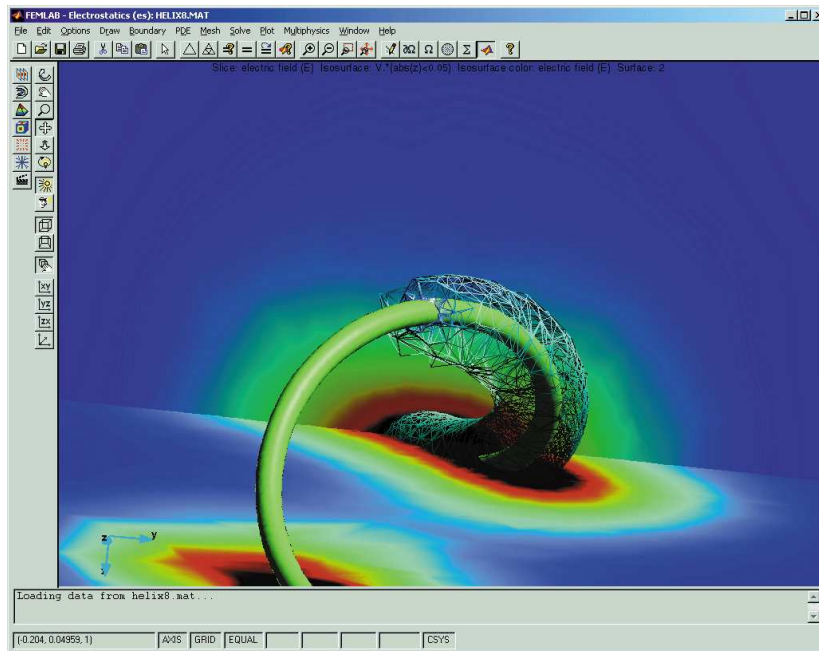 FEMLAB - Electrostatics (es): HELIX8.MAT
File Edit Options Draw Boundary PDE Mesh Solve Plot Multiphysics Window Help
Slice: electric field (E) Isosurface: V.*(abs(z)<0.05) Isosurface color: electric field (E) Surface: 2
xy
yz
zx
z y
Loading data from helix8.mat...
(-0.204, 0.04959, 1) AXIS GRID EQUAL CSYS